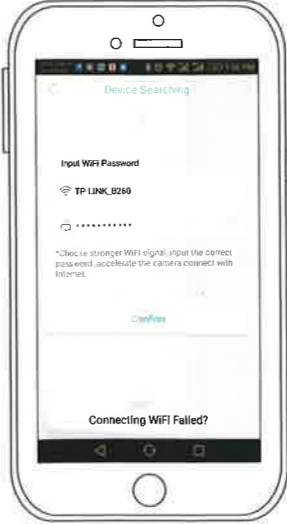 Device Searching
Input WiFi Password
TP LINK_B260
***********
*Choose stronger WiFi signal,input the correct
password ,accelerate the camera connect with
Internet.
Confirm
Connecting WiFi Failed?